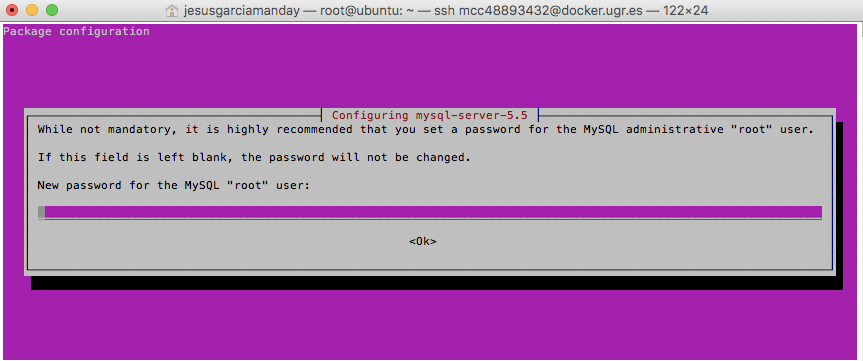 jesusgarciamanday — root@ubuntu: ~ — ssh mcc48893432@docker.ugr.es — 122×24
Package configuration
Configuring mysql-server-5.5
While not mandatory, it is highly recommended that you set a password for the MySQL administrative "root" user.
If this field is left blank, the password will not be changed.
New password for the MySQL "root" user:
<Ok>